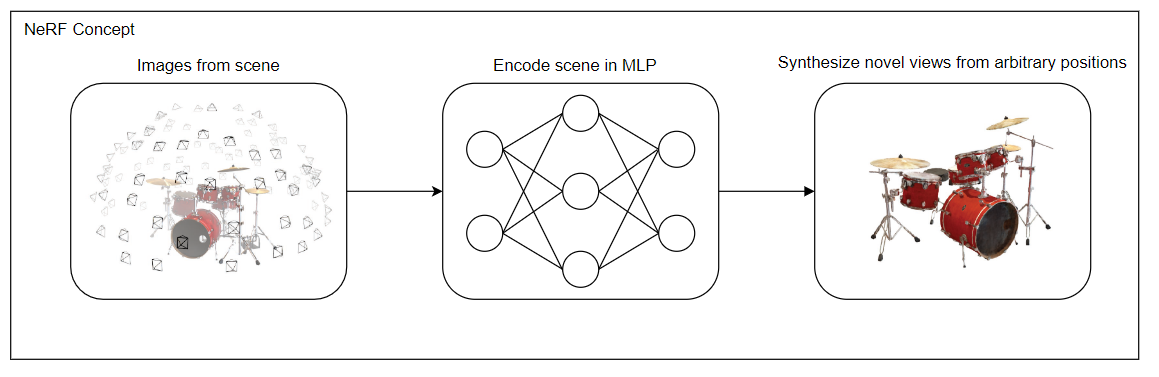 NeRF Concept
Images from scene
Encode scene in MLP
Synthesize novel views from arbitrary positions